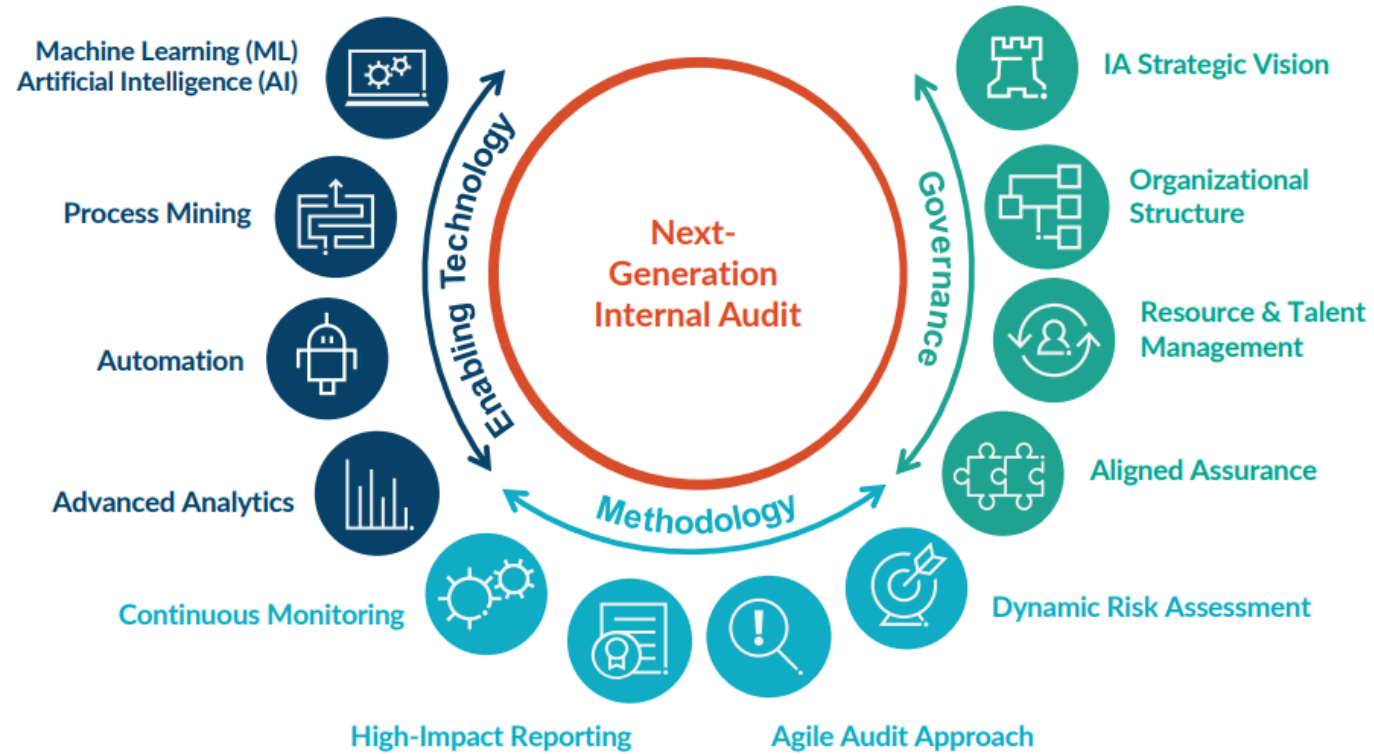 Machine Learning (ML)
Artificial Intelligence (AI)
Process Mining
Automation
Advanced Analytics
Enabling Technology
Next-
Generation
Internal Audit
Governance
IA Strategic Vision
Organizational
Structure
Resource & Talent
Management
Aligned Assurance
Methodology
Continuous Monitoring
Dynamic Risk Assessment
High-Impact Reporting
Agile Audit Approach